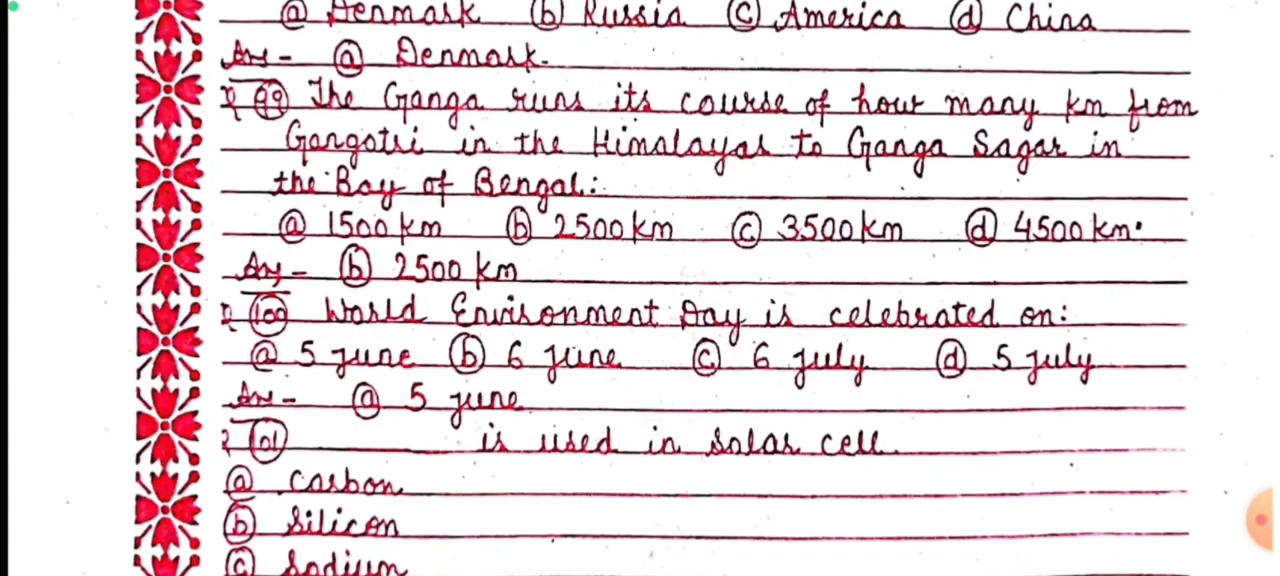 (a) Denmark (b) Russia (c) America (d) China
Ans - (a) Denmark.
Q (99) The Ganga runs its course of how many km from
Gangotri in the Himalayas to Ganga Sagar in
the Bay of Bengal:
(a) 1500 km (b) 2500 km (c) 3500 km (d) 4500 km.
Ans - (b) 2500 km
Q (100) World Environment Day is celebrated on:
(a) 5 june (b) 6 june (c) 6 july (d) 5 july
Ans - (a) 5 june
Q (101) ________ is used in solar cell.
(a) carbon
(b) Silicon
(c) Sodium